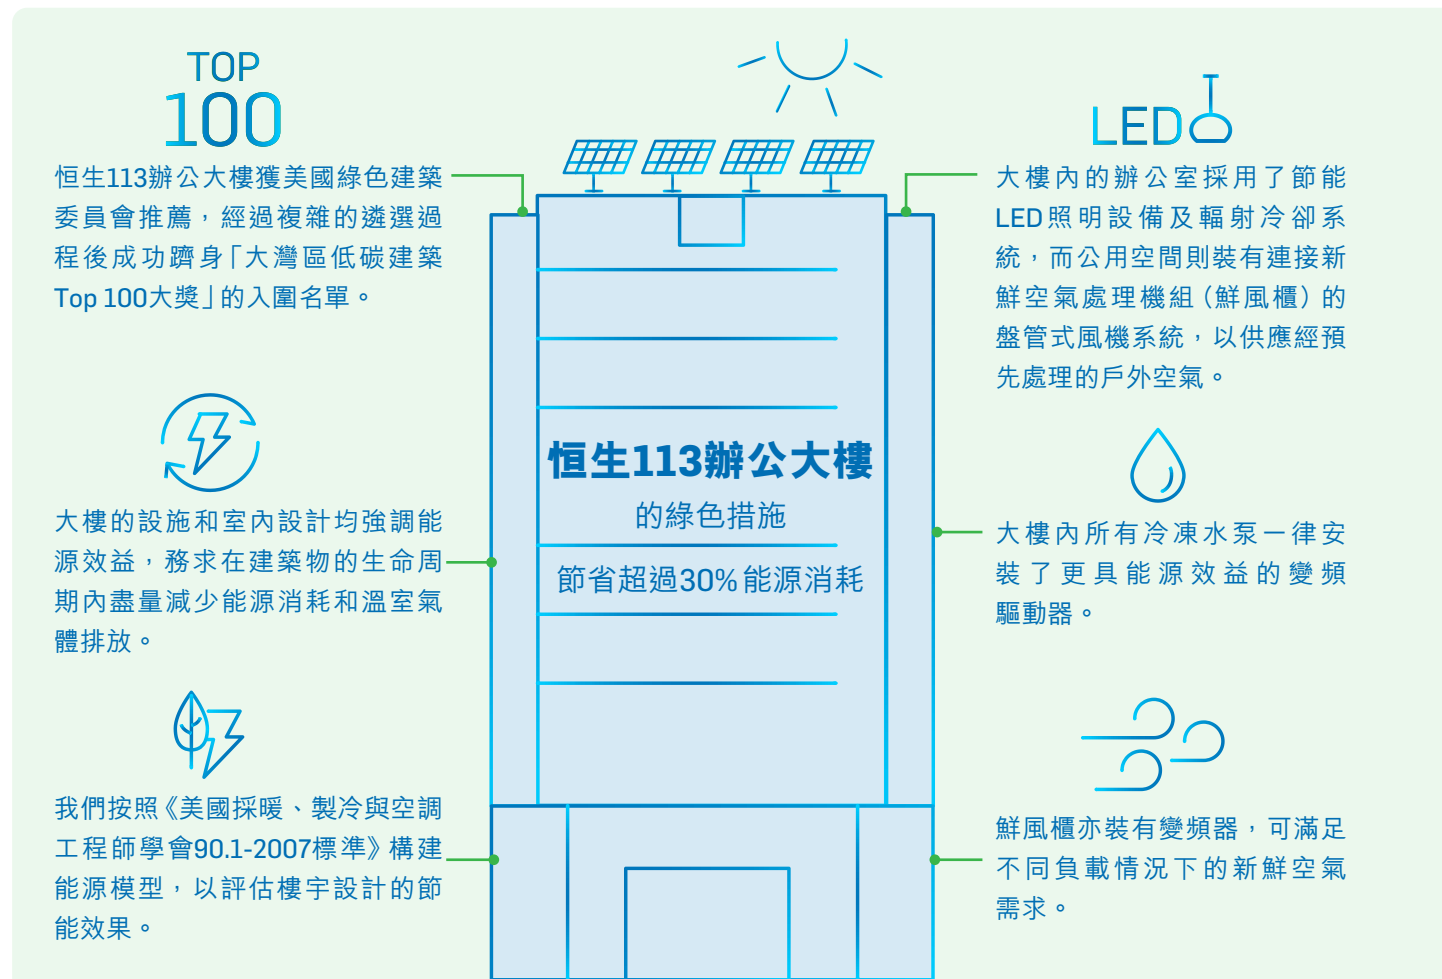 TOP
100
恒生113辦公大樓獲美國綠色建築
委員會推薦，經過複雜的遴選過
程後成功躋身「大灣區低碳建築
Top 100大獎」的入圍名單。
大樓的設施和室內設計均強調能
源效益，務求在建築物的生命周
期內盡量減少能源消耗和溫室氣
體排放。
我們按照《美國採暖、製冷與空調
工程師學會90.1-2007標準》構建
能源模型，以評估樓宇設計的節
能效果。
恒生113辦公大樓
的綠色措施
節省超過30%能源消耗
LED
大樓內的辦公室採用了節能
LED照明設備及輻射冷卻系
統，而公用空間則裝有連接新
鮮空氣處理機組（鮮風櫃）的
盤管式風機系統，以供應經預
先處理的戶外空氣。
大樓內所有冷凍水泵一律安
裝了更具能源效益的變頻
驅動器。
鮮風櫃亦裝有變頻器，可滿足
不同負載情況下的新鮮空氣
需求。